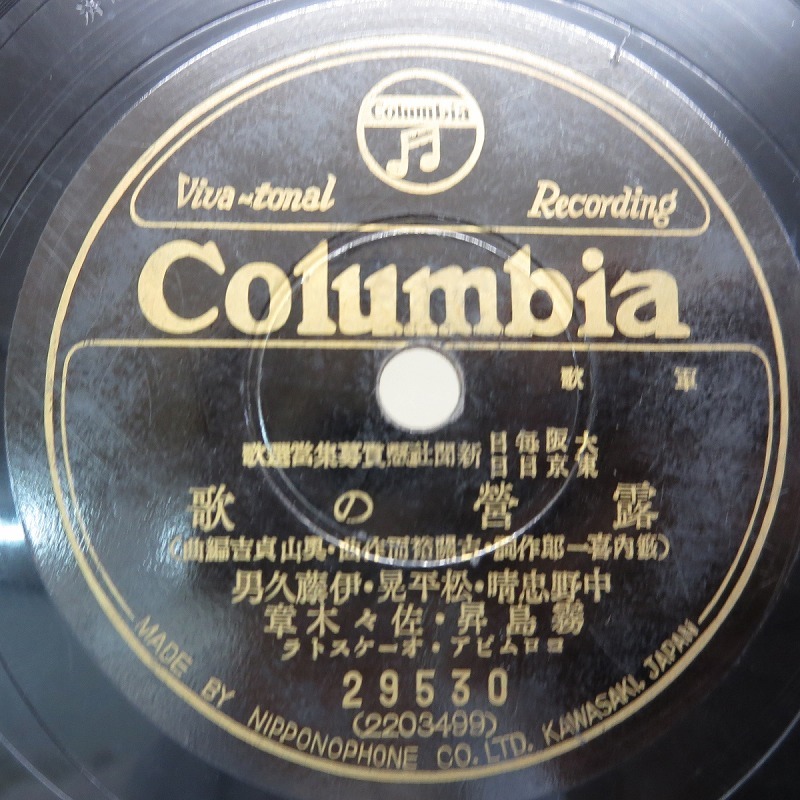 Columbia
Viva-tonal Recording
Columbia
軍歌
大阪毎日
東京日日
新聞社懸賞募集當選歌
露營の歌
(籔内喜一郎作詞・古關裕而作曲・奥山貞吉編曲)
中野忠晴・松平晃・伊藤久男
霧島昇・佐々木章
コロムビア・オーケストラ
29530
(2203499)
MADE BY NIPPONOPHONE CO., LTD. KAWASAKI, JAPAN